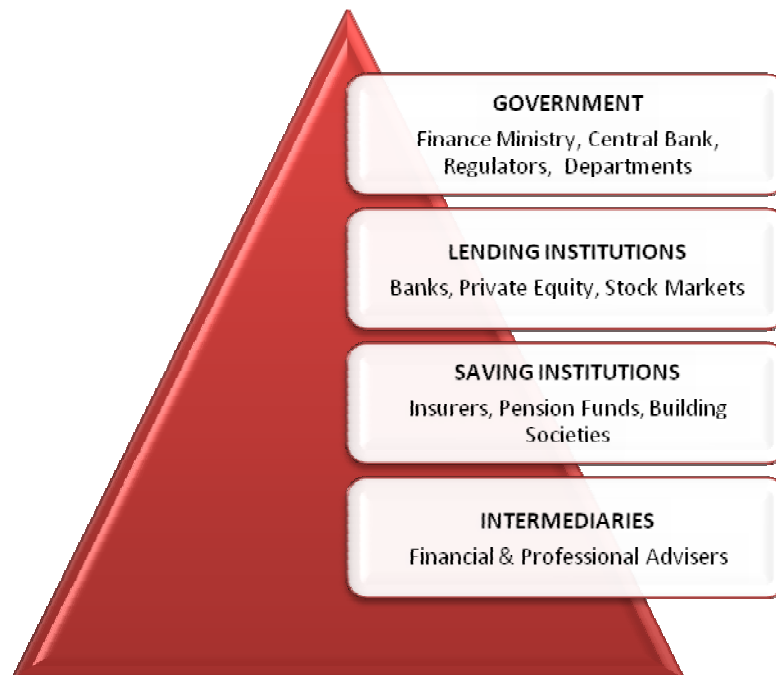 GOVERNMENT
Finance Ministry, Central Bank,
Regulators, Departments
LENDING INSTITUTIONS
Banks, Private Equity, Stock Markets
SAVING INSTITUTIONS
Insurers, Pension Funds, Building
Societies
INTERMEDIARIES
Financial & Professional Advisers